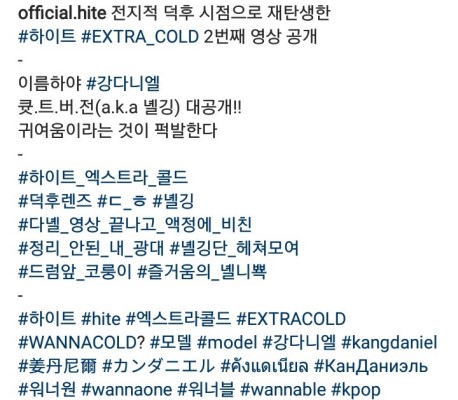 official.hite 전지적 덕후 시점으로 재탄생한
#하이트 #EXTRA_COLD 2번째 영상 공개
-
이름하야 #강다니엘
큣.트.버.전(a.k.a 녤깅) 대공개!!
귀여움이라는 것이 퍽발한다
-
#하이트_엑스트라_콜드
#덕후렌즈 #ㄷ_ㅎ #녤깅
#다녤_영상_끝나고_액정에_비친
#정리_안된_내_광대 #녤깅단_헤쳐모여
#드럼앞_코룽이 #즐거움의_녤니뾱
-
#하이트 #hite #엑스트라콜드 #EXTRACOLD
#WANNACOLD? #모델 #model #강다니엘 #kangdaniel
#姜丹尼爾 #カンダニエル #คังแดเนียล #КанДаниэль
#워너원 #wannaone #워너블 #wannable #kpop